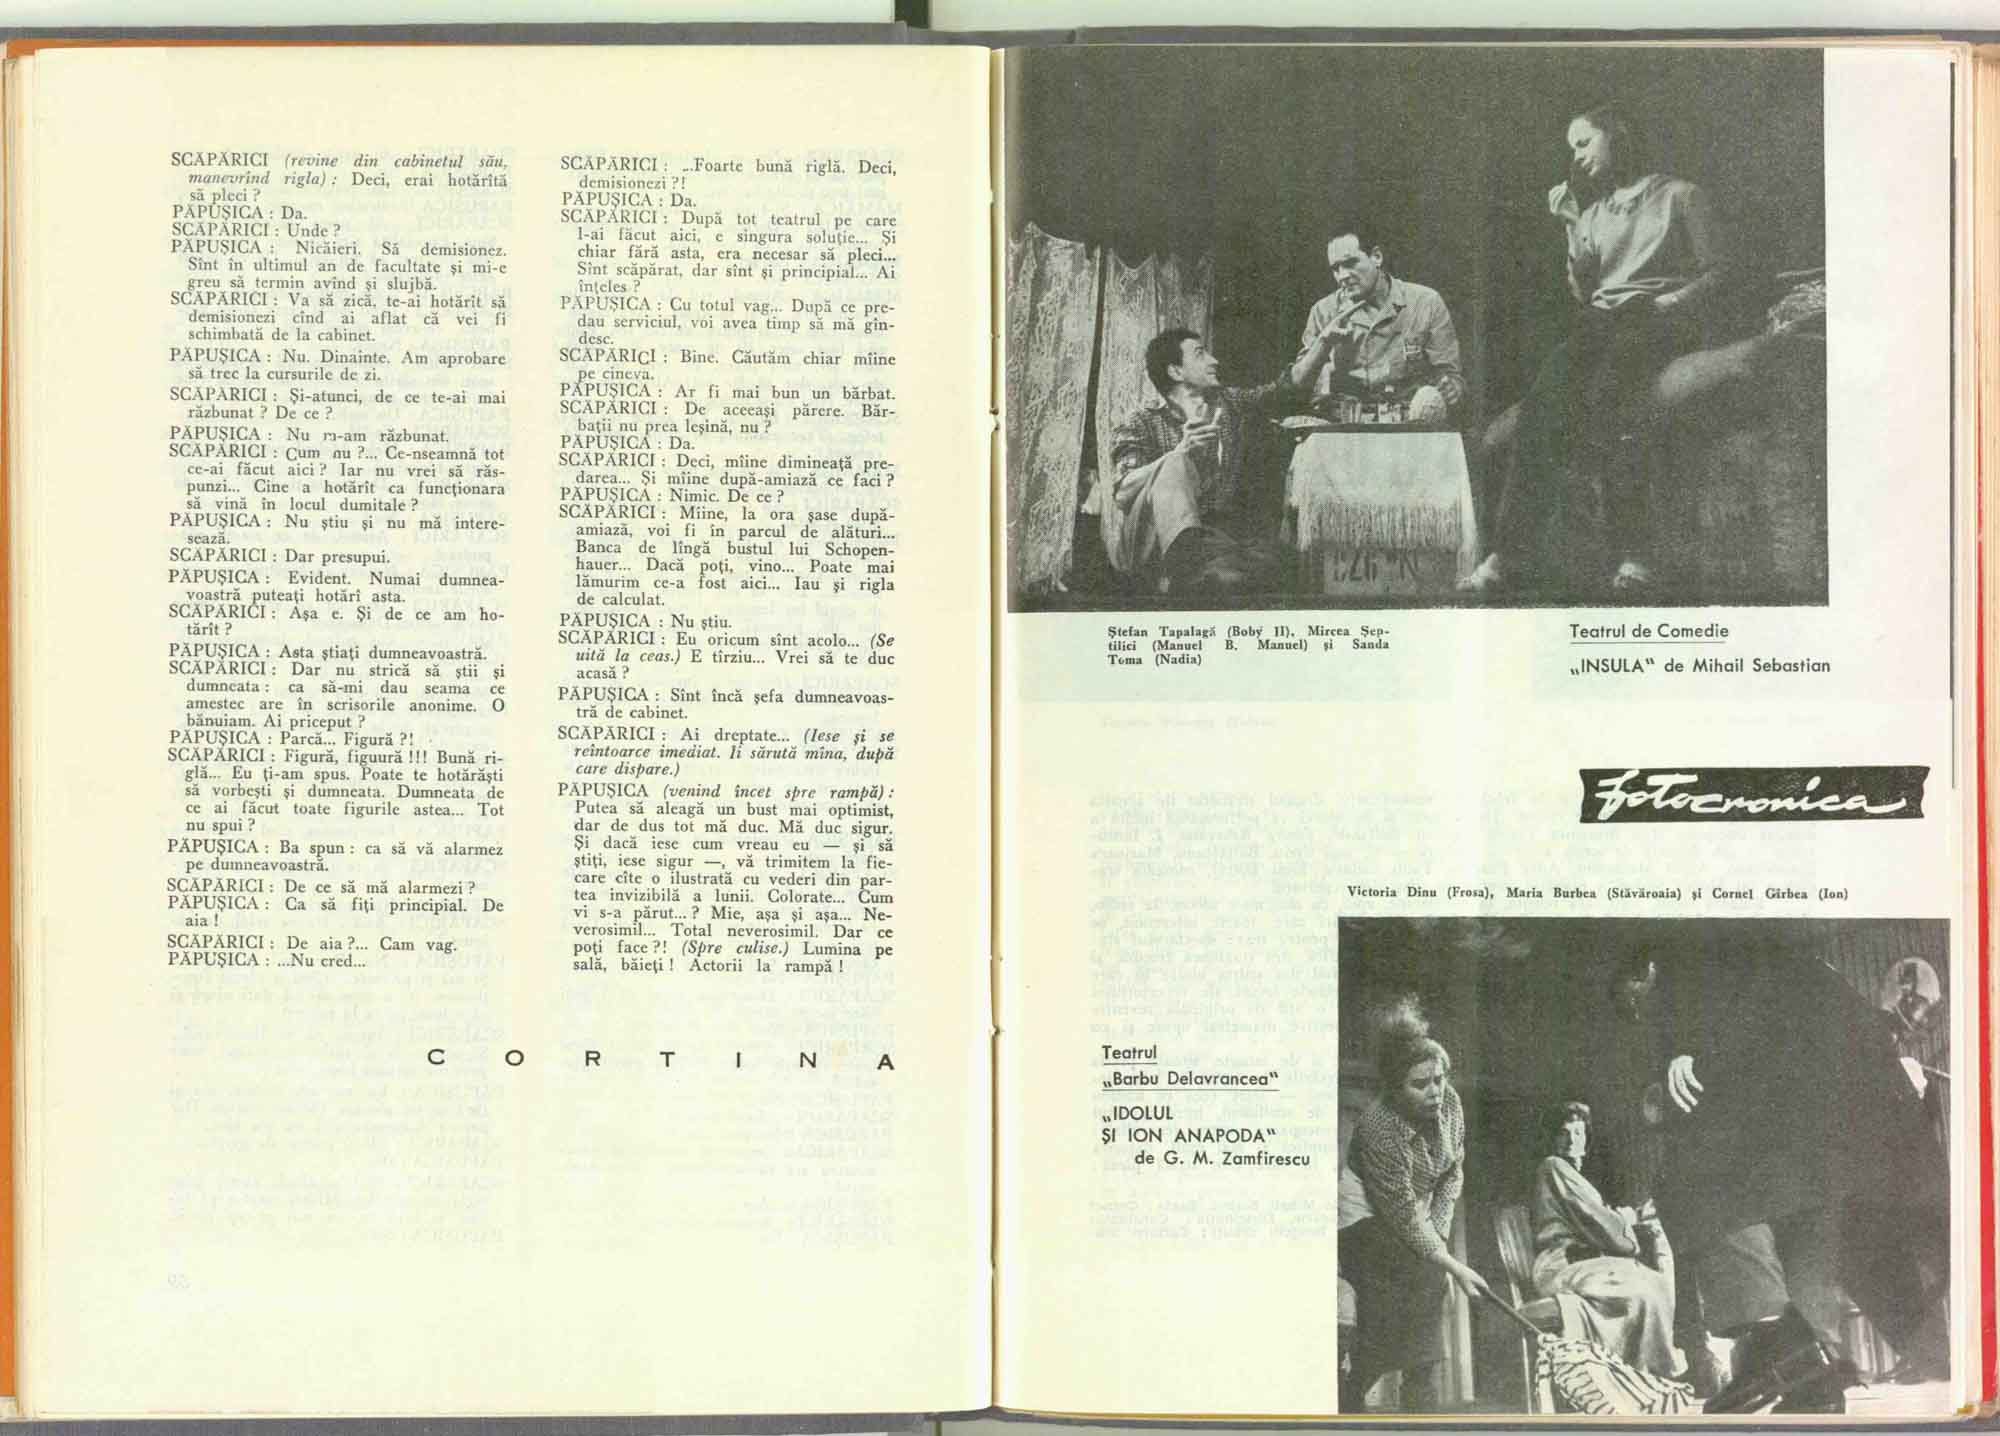 SCĂPĂRICI (revine din cabinetul său,
manevrînd rigla) : Deci, erai hotărîtă
să pleci ?
PĂPUȘICA : Da.
SCĂPĂRICI : Unde ?
PĂPUȘICA : Nicăieri. Să demisionez.
Sînt în ultimul an de facultate și mi-e
greu să termin avînd și slujbă.
SCĂPĂRICI : Va să zică, te-ai hotărît să
demisionezi cînd ai aflat că vei fi
schimbată de la cabinet.
PĂPUȘICA : Nu. Dinainte. Am aprobare
să trec la cursurile de zi.
SCĂPĂRICI : Și-atunci, de ce te-ai mai
răzbunat ? De ce ?
PĂPUȘICA : Nu m-am răzbunat.
SCĂPĂRICI : Cum nu ?... Ce-nseamnă tot
ce-ai făcut aici ? Iar nu vrei să răs-
punzi... Cine a hotărît ca funcționara
să vină în locul dumitale ?
PĂPUȘICA : Nu știu și nu mă intere-
sează.
SCĂPĂRICI : Dar presupui.
PĂPUȘICA : Evident. Numai dumnea-
voastră puteați hotărî asta.
SCĂPĂRICI : Așa e. Și de ce am ho-
tărît ?
PĂPUȘICA : Asta știați dumneavoastră.
SCĂPĂRICI : Dar nu strică să știi și
dumneata : ca să-mi dau seama ce
amestec are în scrisorile anonime. O
bănuiam. Ai priceput ?
PĂPUȘICA : Parcă... Figură ?!
SCĂPĂRICI : Figură, figuură !!! Bună ri-
glă... Eu ți-am spus. Poate te hotărăști
să vorbești și dumneata. Dumneata de
ce ai făcut toate figurile astea... Tot
nu spui ?
PĂPUȘICA : Ba spun : ca să vă alarmez
pe dumneavoastră.
SCĂPĂRICI : De ce să mă alarmezi ?
PĂPUȘICA : Ca să fiți principial. De
aia !
SCĂPĂRICI : De aia ?... Cam vag.
PĂPUȘICA : ...Nu cred...
SCĂPĂRICI : ...Foarte bună riglă. Deci,
demisionezi ?!
PĂPUȘICA : Da.
SCĂPĂRICI : După tot teatrul pe care
l-ai făcut aici, e singura soluție... Și
chiar fără asta, era necesar să pleci...
Sînt scăpărat, dar sînt și principial... Ai
înțeles ?
PĂPUȘICA : Cu totul vag... După ce pre-
dau serviciul, voi avea timp să mă gîn-
desc.
SCĂPĂRICI : Bine. Căutăm chiar mîine
pe cineva.
PĂPUȘICA : Ar fi mai bun un bărbat.
SCĂPĂRICI : De aceeași părere. Băr-
bații nu prea leșină, nu ?
PĂPUȘICA : Da.
SCĂPĂRICI : Deci, mîine dimineață pre-
darea... Și mîine după-amiază ce faci ?
PĂPUȘICA : Nimic. De ce ?
SCĂPĂRICI : Mîine, la ora șase după-
amiază, voi fi în parcul de alături...
Banca de lîngă bustul lui Schopen-
hauer... Dacă poți, vino... Poate mai
lămurim ce-a fost aici... Iau și rigla
de calculat.
PĂPUȘICA : Nu știu.
SCĂPĂRICI : Eu oricum sînt acolo... (Se
uită la ceas.) E tîrziu... Vrei să te duc
acasă ?
PĂPUȘICA : Sînt încă șefa dumneavoas-
tră de cabinet.
SCĂPĂRICI : Ai dreptate... (Iese și se
reîntoarce imediat. Ii sărută mîna, după
care dispare.)
PĂPUȘICA (venind încet spre rampă) :
Putea să aleagă un bust mai optimist,
dar de dus tot mă duc. Mă duc sigur.
Și dacă iese cum vreau eu — și să
știți, iese sigur —, vă trimitem la fie-
care cîte o ilustrată cu vederi din par-
tea invizibilă a lunii. Colorate... Cum
vi s-a părut... ? Mie, așa și așa... Ne-
verosimil... Total neverosimil. Dar ce
poți face ?! (Spre culise.) Lumina pe
sală, băieți ! Actorii la rampă !
CORTINA
Ștefan Tapalagă (Boby II), Mircea Șep-
tilici (Manuel B. Manuel) și Sanda
Toma (Nadia)
Teatrul de Comedie
„INSULA" de Mihail Sebastian
fotocronica
Victoria Dinu (Frosa), Maria Burbea (Stăvăroaia) și Cornel Gîrbea (Ion)
Teatrul
„Barbu Delavrancea"
„IDOLUL
ȘI ION ANAPODA"
de G. M. Zamfirescu